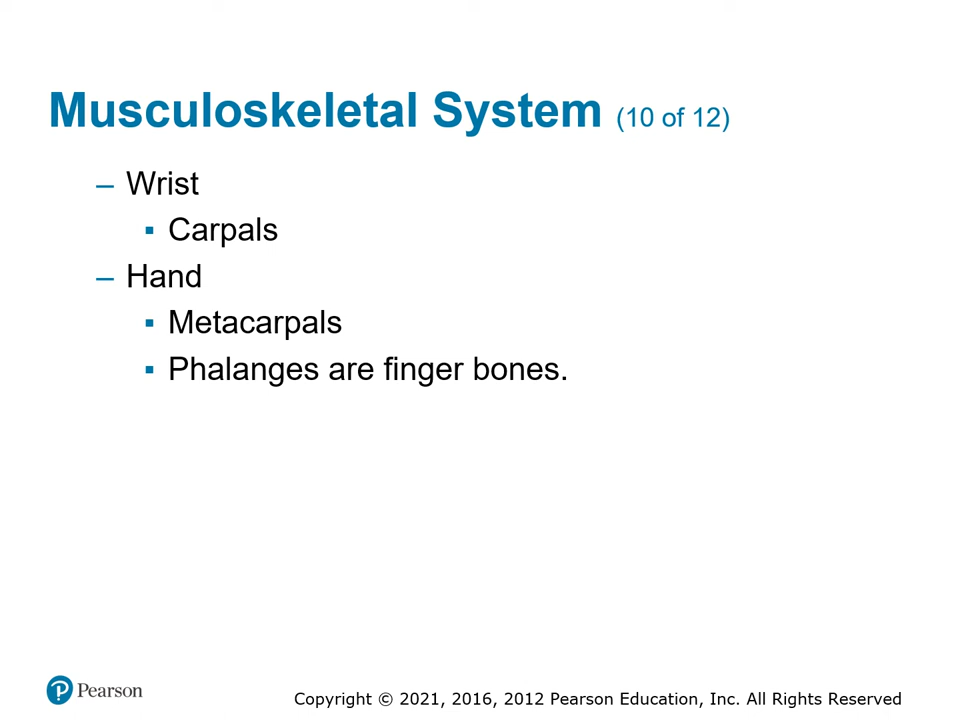 Musculoskeletal System (10 of 12)
– Wrist
▪ Carpals
– Hand
▪ Metacarpals
▪ Phalanges are finger bones.
Pearson
Copyright © 2021, 2016, 2012 Pearson Education, Inc. All Rights Reserved